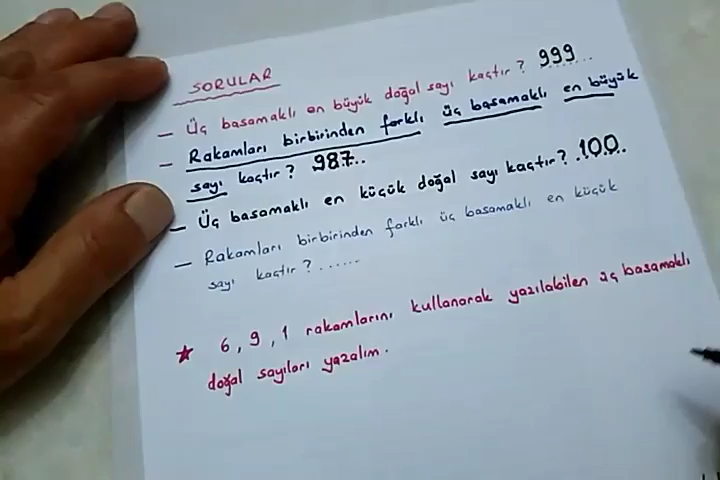 SORULAR
– Üç basamaklı en büyük doğal sayı kaçtır? 999...
– Rakamları birbirinden farklı üç basamaklı en büyük
sayı kaçtır? 987..
– Üç basamaklı en küçük doğal sayı kaçtır? .100..
– Rakamları birbirinden farklı üç basamaklı en küçük
sayı kaçtır? ......
★ 6, 9, 1 rakamlarını kullanarak yazılabilen üç basamaklı
doğal sayıları yazalım.